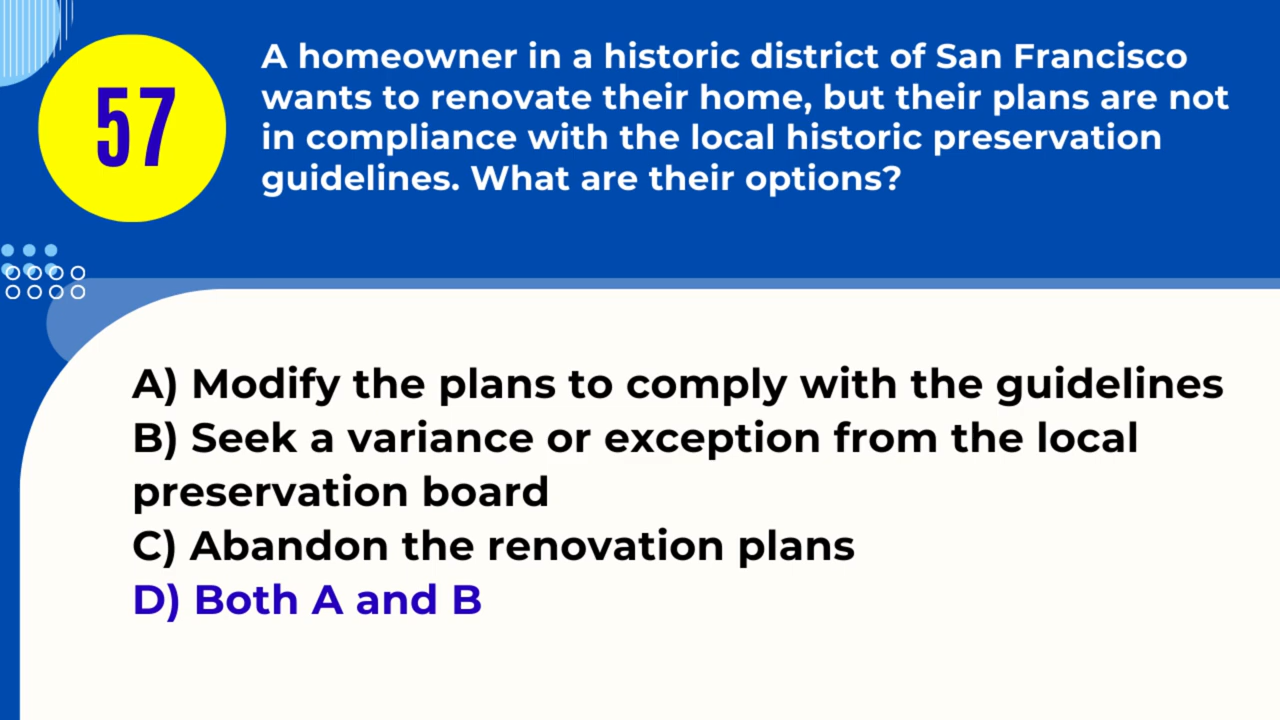 57
A homeowner in a historic district of San Francisco
wants to renovate their home, but their plans are not
in compliance with the local historic preservation
guidelines. What are their options?
A) Modify the plans to comply with the guidelines
B) Seek a variance or exception from the local
preservation board
C) Abandon the renovation plans
D) Both A and B